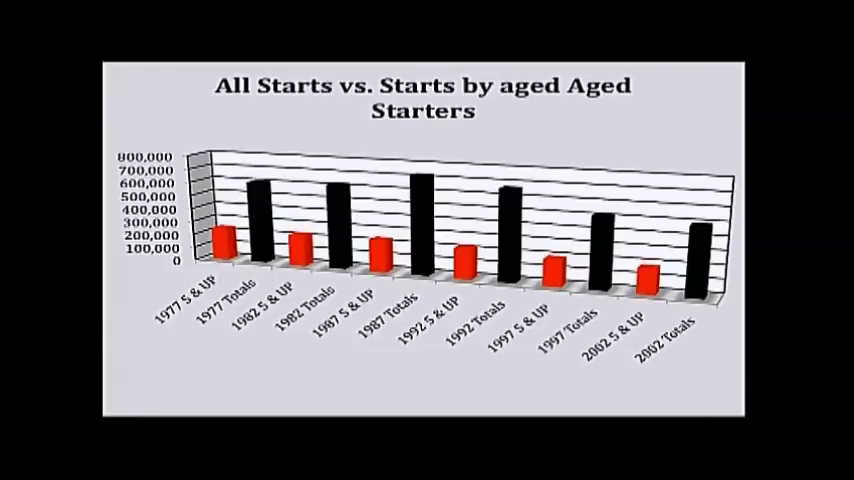 All Starts vs. Starts by aged Aged
Starters
800,000
700,000
600,000
500,000
400,000
300,000
200,000
100,000
0
1977 5 & UP
1977 Totals
1982 5 & UP
1982 Totals
1987 5 & UP
1987 Totals
1992 5 & UP
1992 Totals
1997 5 & UP
1997 Totals
2002 5 & UP
2002 Totals